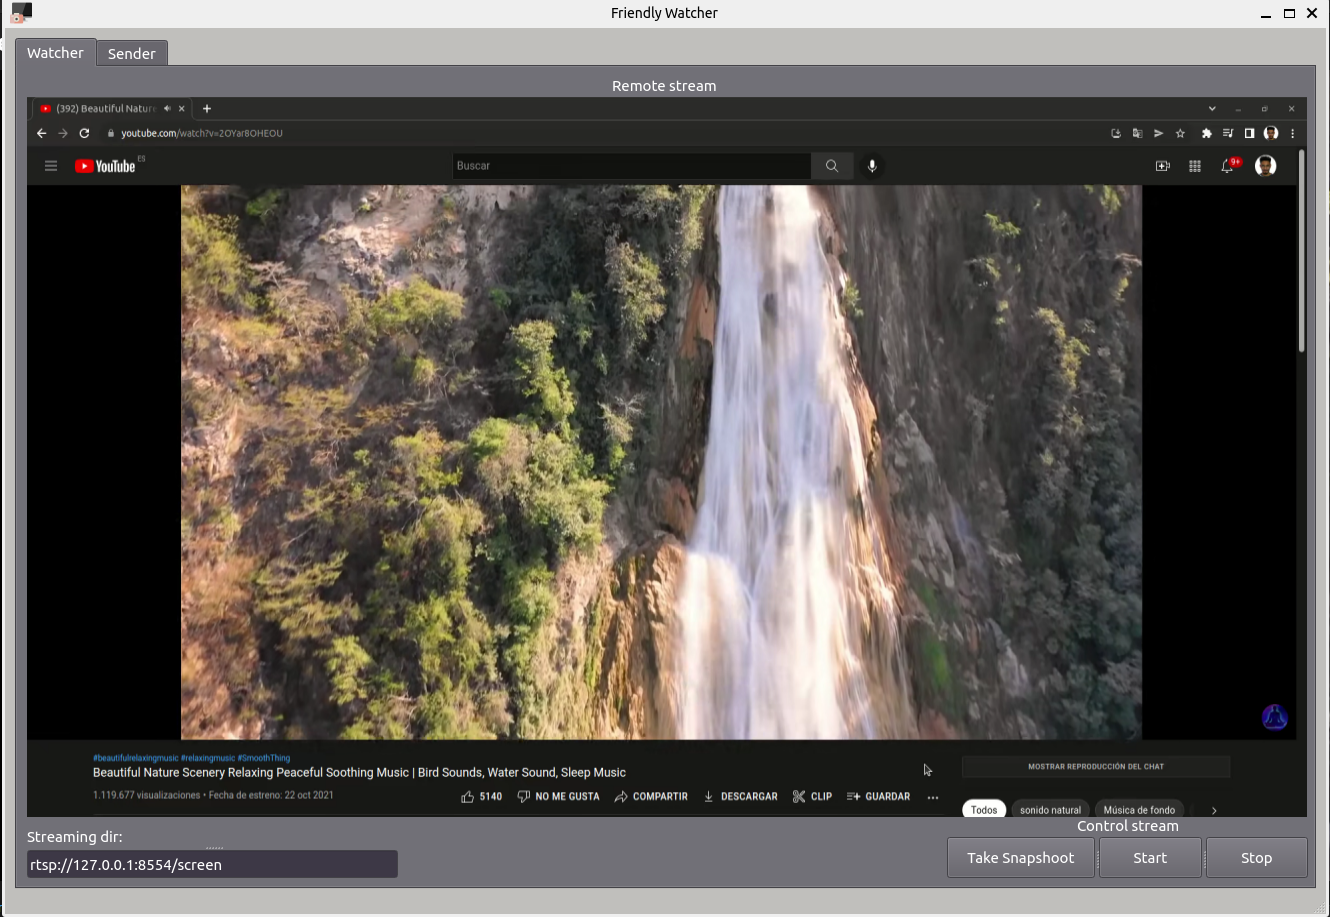 Friendly Watcher
Watcher Sender
Remote stream
(392) Beautiful Nature
youtube.com/watch?v=2OYar8OHEOU
YouTube ES
Buscar
9+
#beautifulrelaxingmusic #relaxingmusic #SmoothThing
Beautiful Nature Scenery Relaxing Peaceful Soothing Music | Bird Sounds, Water Sound, Sleep Music
MOSTRAR REPRODUCCIÓN DEL CHAT
1.119.677 visualizaciones • Fecha de estreno: 22 oct 2021
5140 NO ME GUSTA COMPARTIR DESCARGAR CLIP GUARDAR
Todos sonido natural Música de fondo
Control stream
Streaming dir:
rtsp://127.0.0.1:8554/screen
Take Snapshoot Start Stop